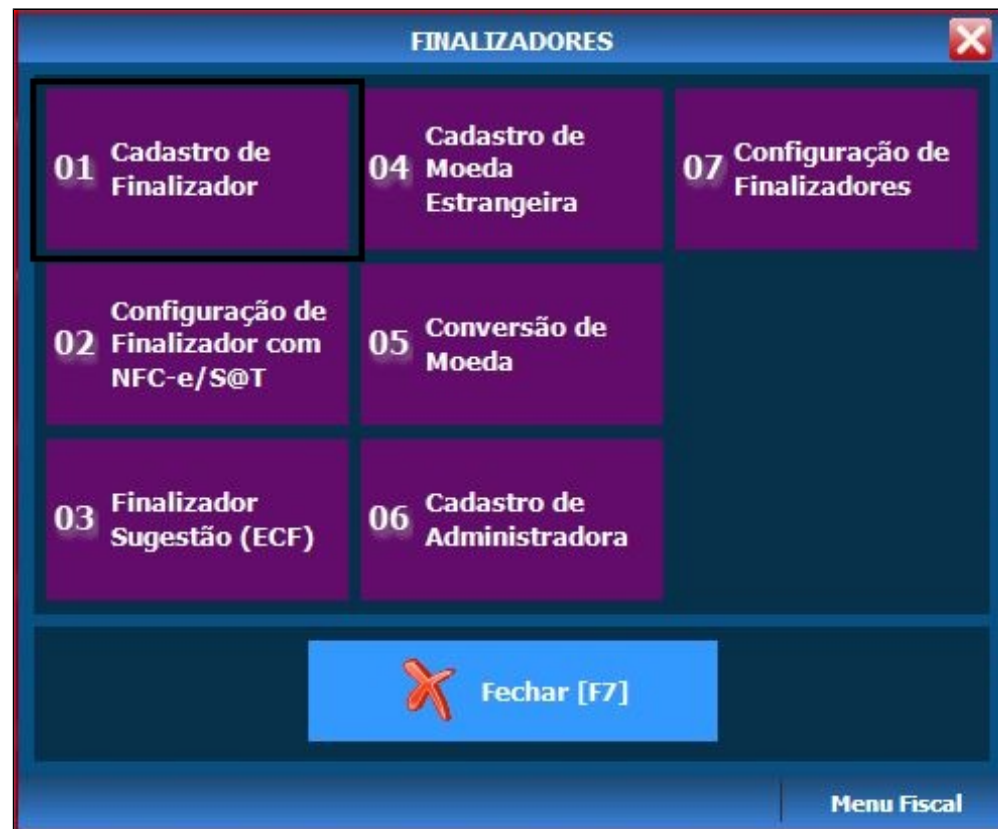 FINALIZADORES
01 Cadastro de
Finalizador
04 Cadastro de
Moeda
Estrangeira
07 Configuração de
Finalizadores
02 Configuração de
Finalizador com
NFC-e/S@T
05 Conversão de
Moeda
03 Finalizador
Sugestão (ECF)
06 Cadastro de
Administradora
Fechar [F7]
Menu Fiscal